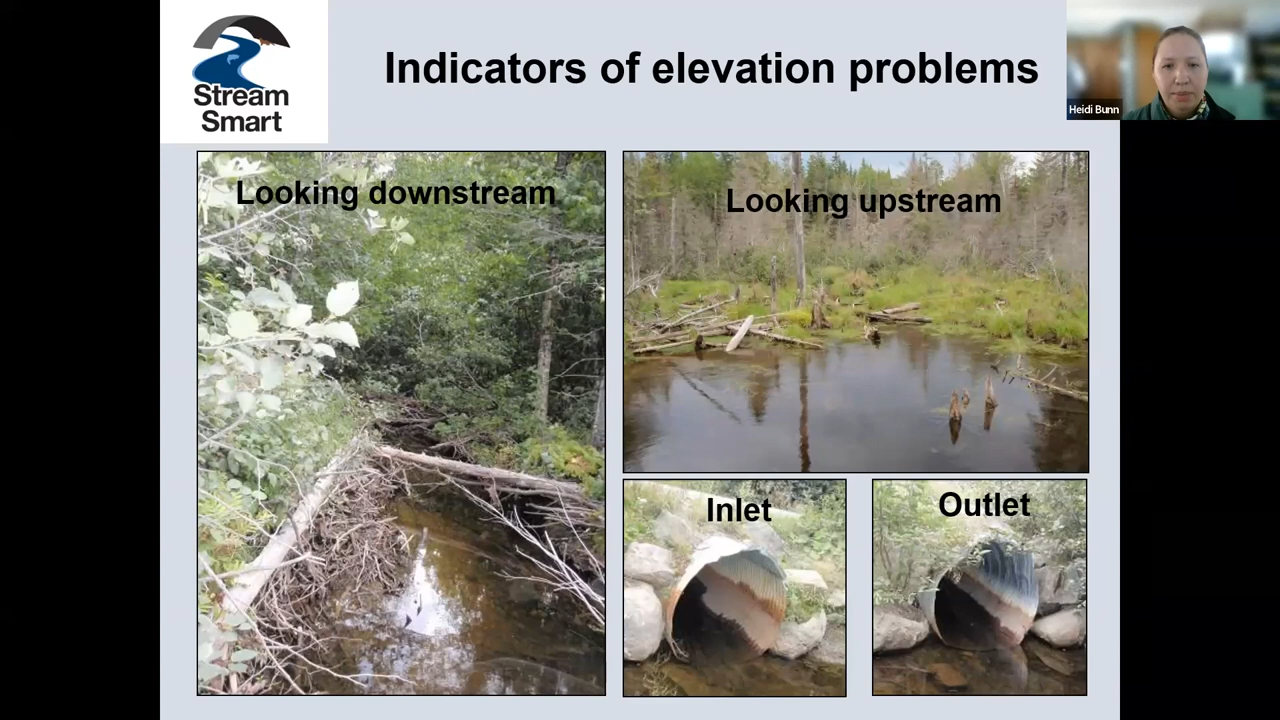 Stream
Smart
Indicators of elevation problems
Heidi Bunn
Looking downstream
Looking upstream
Inlet
Outlet